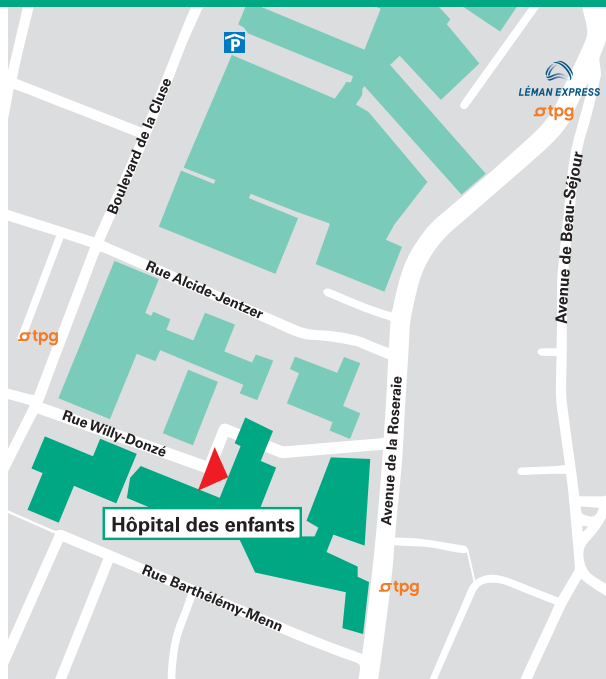 P
LÉMAN EXPRESS
tpg
Boulevard de la Cluse
Avenue de Beau-Séjour
Rue Alcide-Jentzer
tpg
Avenue de la Roseraie
Rue Willy-Donzé
Hôpital des enfants
Rue Barthélémy-Menn
tpg